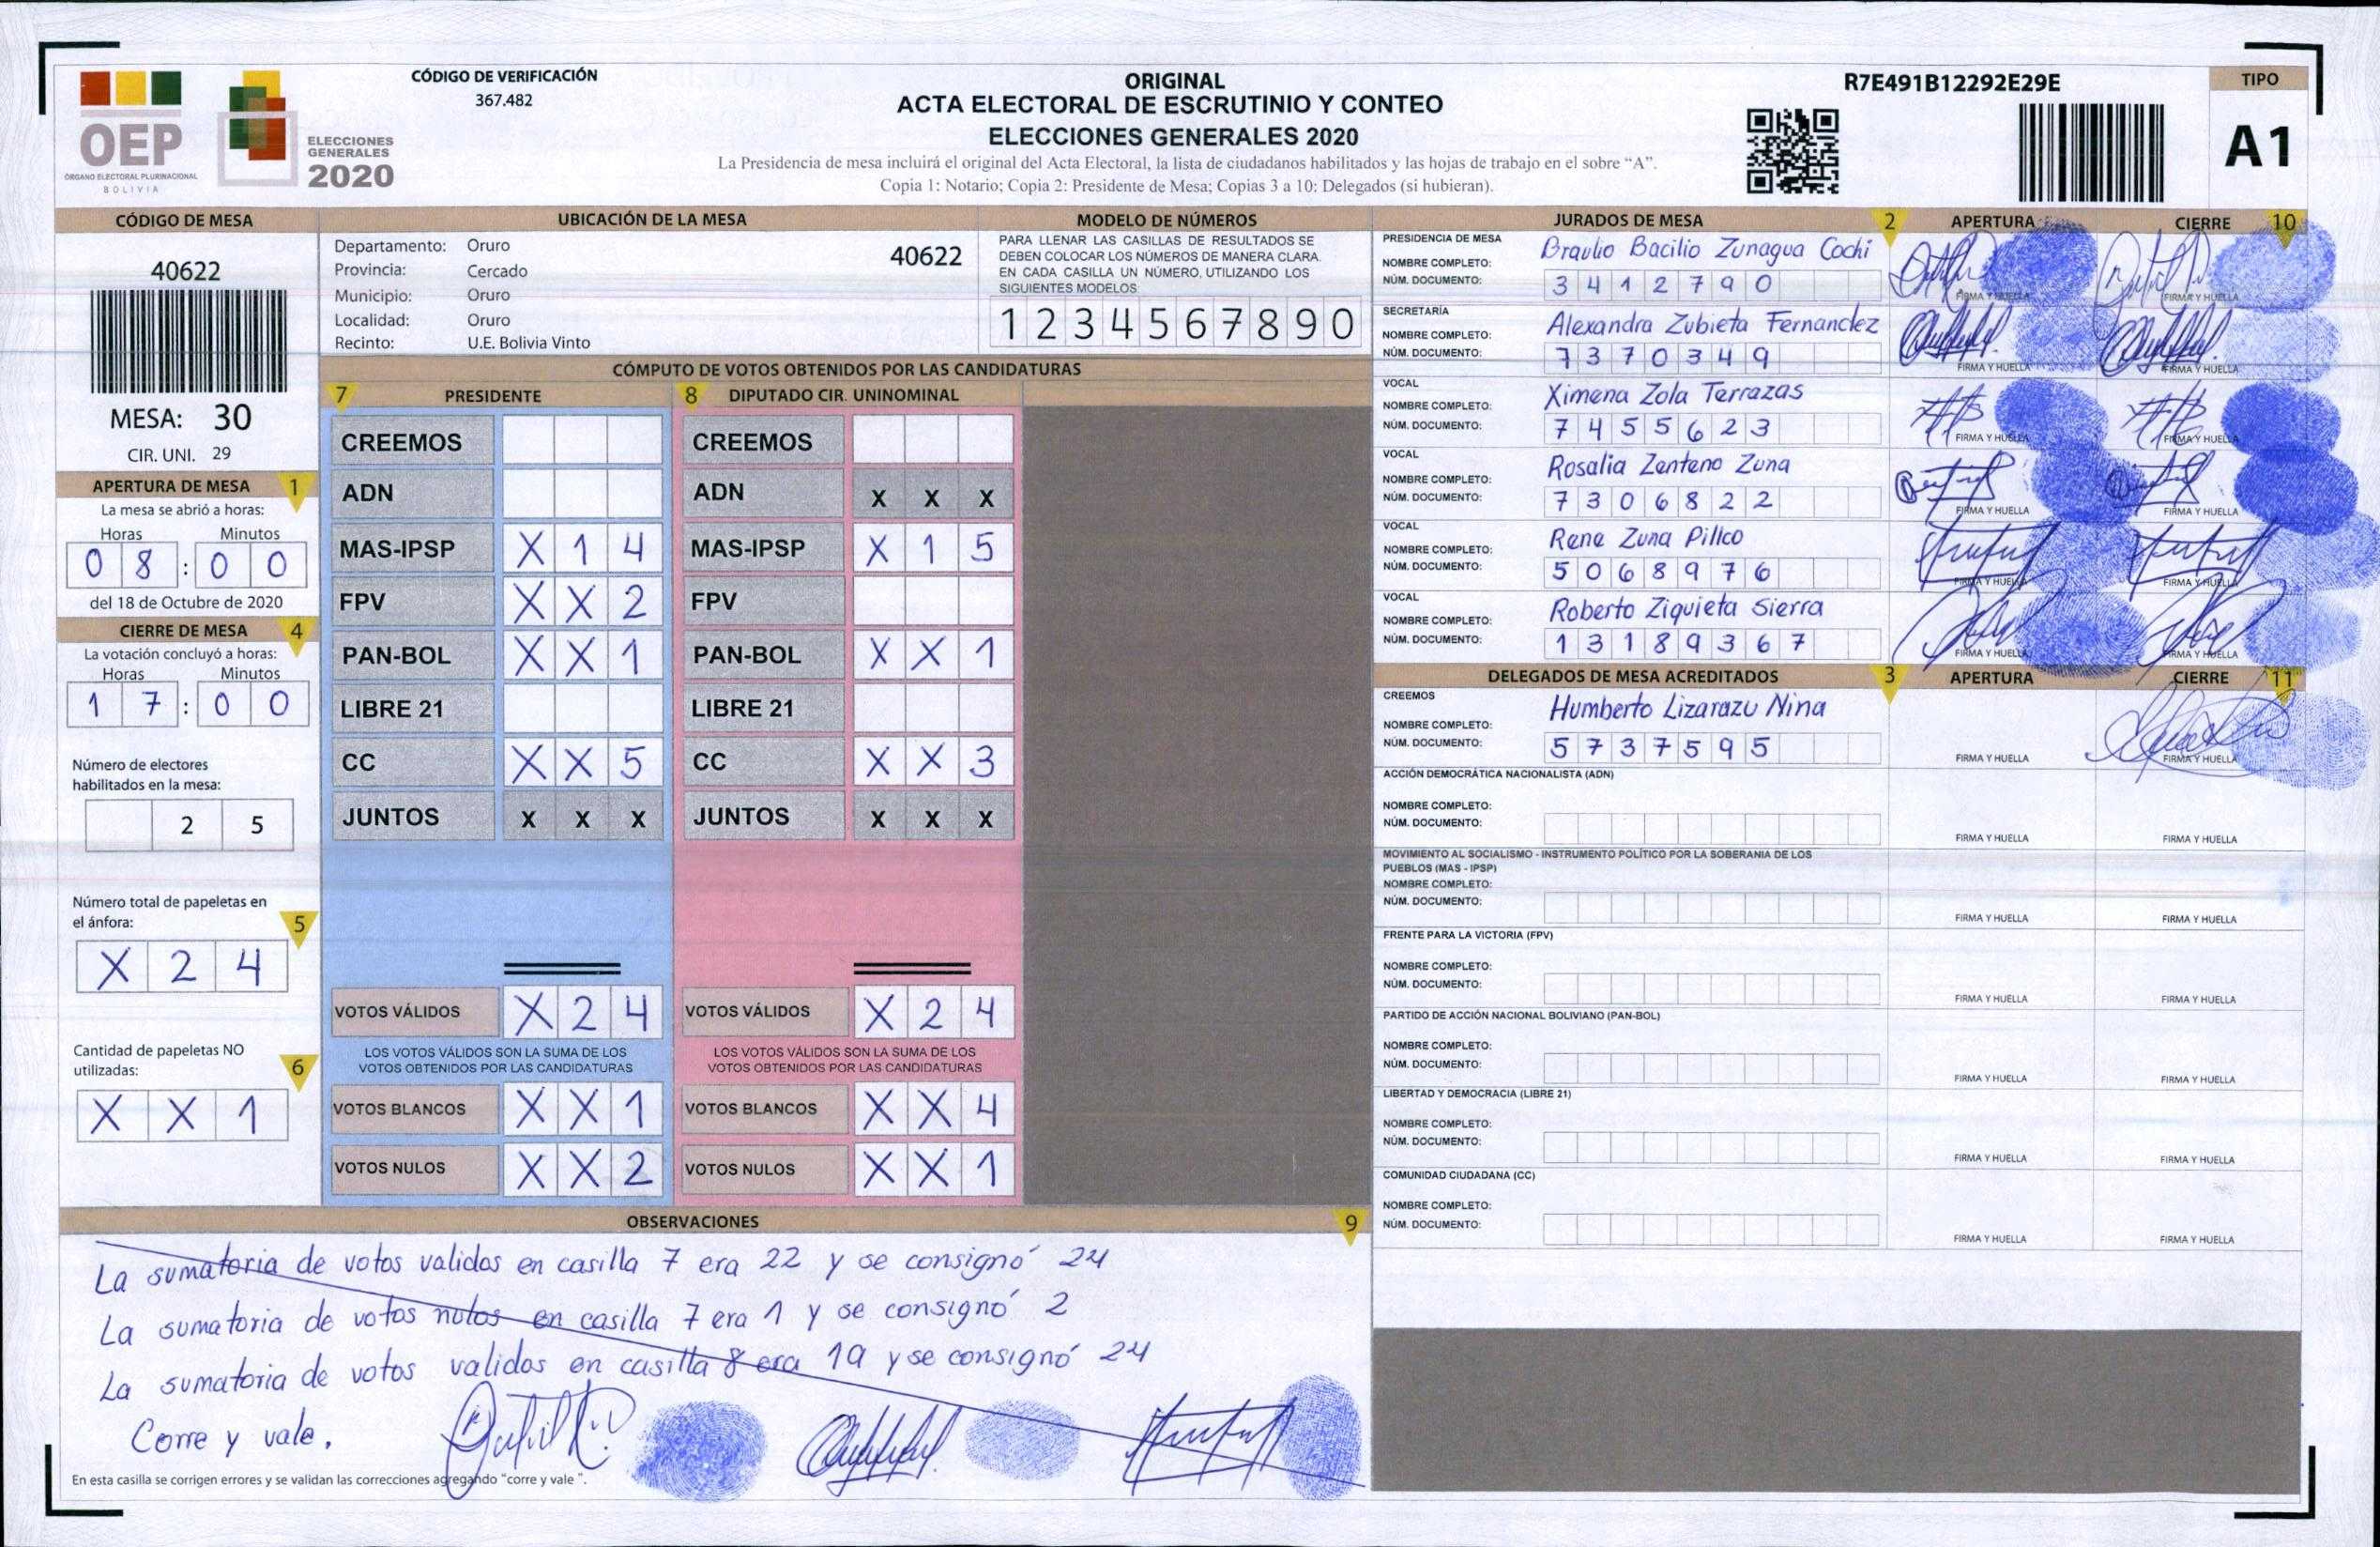 OEP
ÓRGANO ELECTORAL PLURINACIONAL
BOLIVIA
ELECCIONES
GENERALES
2020
CÓDIGO DE VERIFICACIÓN
367.482
ORIGINAL
ACTA ELECTORAL DE ESCRUTINIO Y CONTEO
ELECCIONES GENERALES 2020
La Presidencia de mesa incluirá el original del Acta Electoral, la lista de ciudadanos habilitados y las hojas de trabajo en el sobre “A”.
Copia 1: Notario; Copia 2: Presidente de Mesa; Copias 3 a 10: Delegados (si hubieran).
R7E491B12292E29E
TIPO
A1
CÓDIGO DE MESA
40622
MESA: 30
CIR. UNI. 29
APERTURA DE MESA 1
La mesa se abrió a horas:
Horas Minutos
0 8 : 0 0
del 18 de Octubre de 2020
CIERRE DE MESA 4
La votación concluyó a horas:
Horas Minutos
1 7 : 0 0
Número de electores
habilitados en la mesa:
2 5
Número total de papeletas en
el ánfora: 5
X 2 4
Cantidad de papeletas NO
utilizadas: 6
X X 1
UBICACIÓN DE LA MESA
Departamento: Oruro
40622
Provincia: Cercado
Municipio: Oruro
Localidad: Oruro
Recinto: U.E. Bolivia Vinto
MODELO DE NÚMEROS
PARA LLENAR LAS CASILLAS DE RESULTADOS SE
DEBEN COLOCAR LOS NÚMEROS DE MANERA CLARA.
EN CADA CASILLA UN NÚMERO, UTILIZANDO LOS
SIGUIENTES MODELOS
1 2 3 4 5 6 7 8 9 0
CÓMPUTO DE VOTOS OBTENIDOS POR LAS CANDIDATURAS
7 PRESIDENTE
CREEMOS
ADN
MAS-IPSP X 1 4
FPV X X 2
PAN-BOL X X 1
LIBRE 21
CC X X 5
JUNTOS X X X
VOTOS VÁLIDOS X 2 4
LOS VOTOS VÁLIDOS SON LA SUMA DE LOS
VOTOS OBTENIDOS POR LAS CANDIDATURAS
VOTOS BLANCOS X X 1
VOTOS NULOS X X 2
8 DIPUTADO CIR. UNINOMINAL
CREEMOS
ADN X X X
MAS-IPSP X 1 5
FPV
PAN-BOL X X 1
LIBRE 21
CC X X 3
JUNTOS X X X
VOTOS VÁLIDOS X 2 4
LOS VOTOS VÁLIDOS SON LA SUMA DE LOS
VOTOS OBTENIDOS POR LAS CANDIDATURAS
VOTOS BLANCOS X X 4
VOTOS NULOS X X 1
JURADOS DE MESA 2 APERTURA CIERRE 10
PRESIDENCIA DE MESA
NOMBRE COMPLETO: Braulio Bacilio Zunagua Cochi
NÚM. DOCUMENTO: 3 4 1 2 7 9 0
FIRMA Y HUELLA FIRMA Y HUELLA
SECRETARÍA
NOMBRE COMPLETO: Alexandra Zubieta Fernandez
NÚM. DOCUMENTO: 7 3 7 0 3 4 9
FIRMA Y HUELLA FIRMA Y HUELLA
VOCAL
NOMBRE COMPLETO: Ximena Zola Terrazas
NÚM. DOCUMENTO: 7 4 5 5 6 2 3
FIRMA Y HUELLA FIRMA Y HUELLA
VOCAL
NOMBRE COMPLETO: Rosalia Zenteno Zuna
NÚM. DOCUMENTO: 7 3 0 6 8 2 2
FIRMA Y HUELLA FIRMA Y HUELLA
VOCAL
NOMBRE COMPLETO: Rene Zuna Pillco
NÚM. DOCUMENTO: 5 0 6 8 9 7 6
FIRMA Y HUELLA FIRMA Y HUELLA
VOCAL
NOMBRE COMPLETO: Roberto Ziquieta Sierra
NÚM. DOCUMENTO: 1 3 1 8 9 3 6 7
FIRMA Y HUELLA FIRMA Y HUELLA
DELEGADOS DE MESA ACREDITADOS 3 APERTURA CIERRE 11
CREEMOS
NOMBRE COMPLETO: Humberto Lizarazu Nina
NÚM. DOCUMENTO: 5 7 3 7 5 9 5
FIRMA Y HUELLA FIRMA Y HUELLA
ACCIÓN DEMOCRÁTICA NACIONALISTA (ADN)
NOMBRE COMPLETO:
NÚM. DOCUMENTO:
FIRMA Y HUELLA FIRMA Y HUELLA
MOVIMIENTO AL SOCIALISMO - INSTRUMENTO POLÍTICO POR LA SOBERANIA DE LOS
PUEBLOS (MAS - IPSP)
NOMBRE COMPLETO:
NÚM. DOCUMENTO:
FIRMA Y HUELLA FIRMA Y HUELLA
FRENTE PARA LA VICTORIA (FPV)
NOMBRE COMPLETO:
NÚM. DOCUMENTO:
FIRMA Y HUELLA FIRMA Y HUELLA
PARTIDO DE ACCIÓN NACIONAL BOLIVIANO (PAN-BOL)
NOMBRE COMPLETO:
NÚM. DOCUMENTO:
FIRMA Y HUELLA FIRMA Y HUELLA
LIBERTAD Y DEMOCRACIA (LIBRE 21)
NOMBRE COMPLETO:
NÚM. DOCUMENTO:
FIRMA Y HUELLA FIRMA Y HUELLA
COMUNIDAD CIUDADANA (CC)
NOMBRE COMPLETO:
NÚM. DOCUMENTO:
FIRMA Y HUELLA FIRMA Y HUELLA
OBSERVACIONES 9
La sumatoria de votos validos en casilla 7 era 22 y se consignó 24
La sumatoria de votos nulos en casilla 7 era 1 y se consignó 2
La sumatoria de votos validos en casilla 8 era 19 y se consignó 24
Corre y vale.
En esta casilla se corrigen errores y se validan las correcciones agregando "corre y vale ".